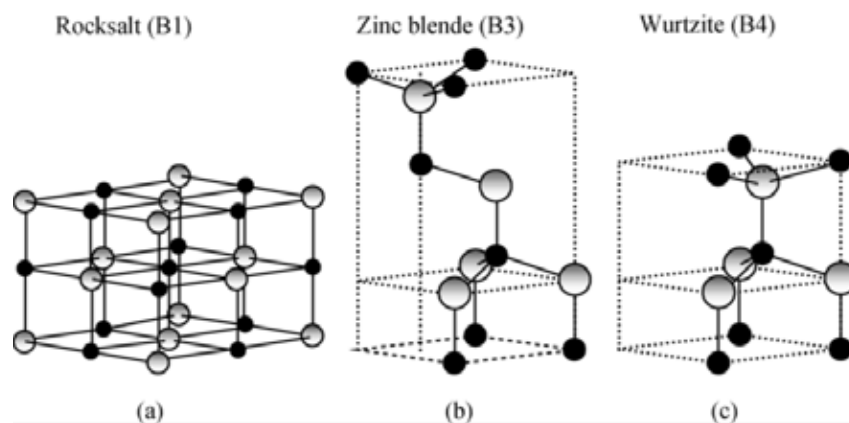 Rocksalt (B1)
Zinc blende (B3)
Wurtzite (B4)
(a)
(b)
(c)